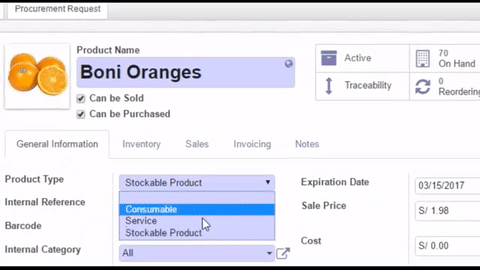 Procurement Request
Product Name
Boni Oranges
Can be Sold
Can be Purchased
Active
70
On Hand
Traceability
0
Reordering
General Information
Inventory
Sales
Invoicing
Notes
Product Type
Stockable Product
Expiration Date
03/15/2017
Internal Reference
Consumable
Sale Price
S/ 1.98
Service
Barcode
Stockable Product
Cost
S/ 0.00
Internal Category
All